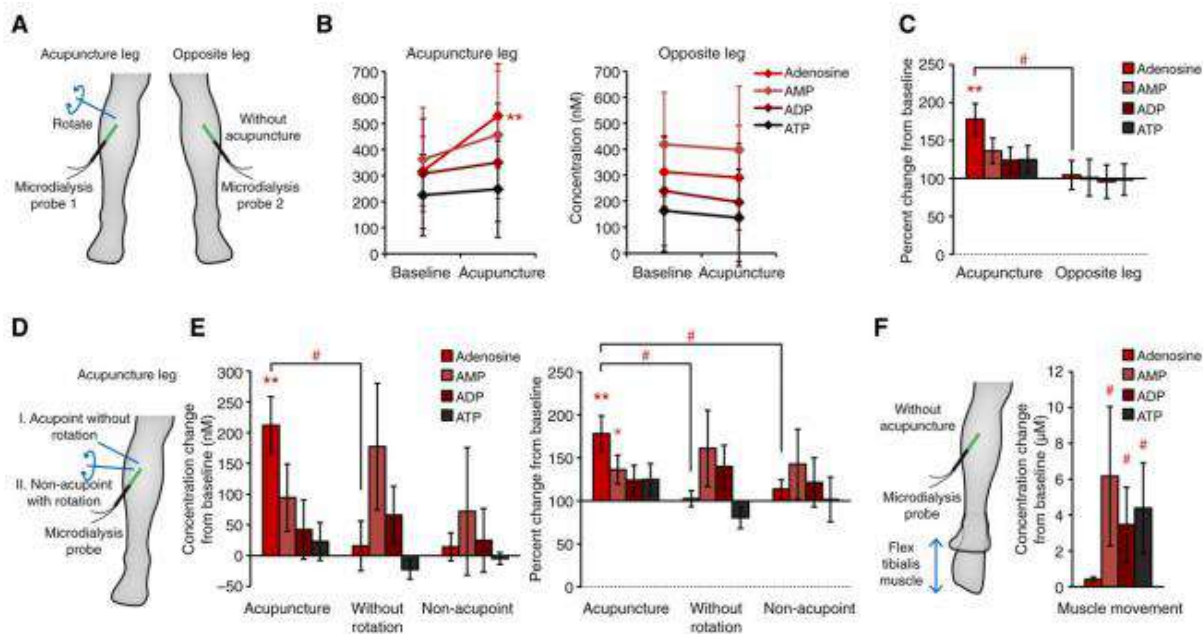 A
Acupuncture leg
Opposite leg
Rotate
Without
acupuncture
Microdialysis
probe 1
Microdialysis
probe 2
B
Acupuncture leg
700
600
500
400
300
200
100
0
**
Baseline
Acupuncture
Opposite leg
Concentration (nM)
700
600
500
400
300
200
100
0
Baseline
Acupuncture
Adenosine
AMP
ADP
ATP
C
Percent change from baseline
250
200
150
100
50
0
#
**
Adenosine
AMP
ADP
ATP
Acupuncture
Opposite leg
D
Acupuncture leg
I. Acupoint without
rotation
II. Non-acupoint
with rotation
Microdialysis
probe
E
Concentration change
from baseline (nM)
300
250
200
150
100
50
0
−50
#
**
Adenosine
AMP
ADP
ATP
Acupuncture
Without
rotation
Non-acupoint
Percent change from baseline
250
200
150
100
50
0
#
#
**
*
Adenosine
AMP
ADP
ATP
Acupuncture
Without
rotation
Non-acupoint
F
Without
acupuncture
Microdialysis
probe
Flex
tibialis
muscle
Concentration change
from baseline (µM)
12
10
8
6
4
2
0
#
#
#
Adenosine
AMP
ADP
ATP
Muscle movement